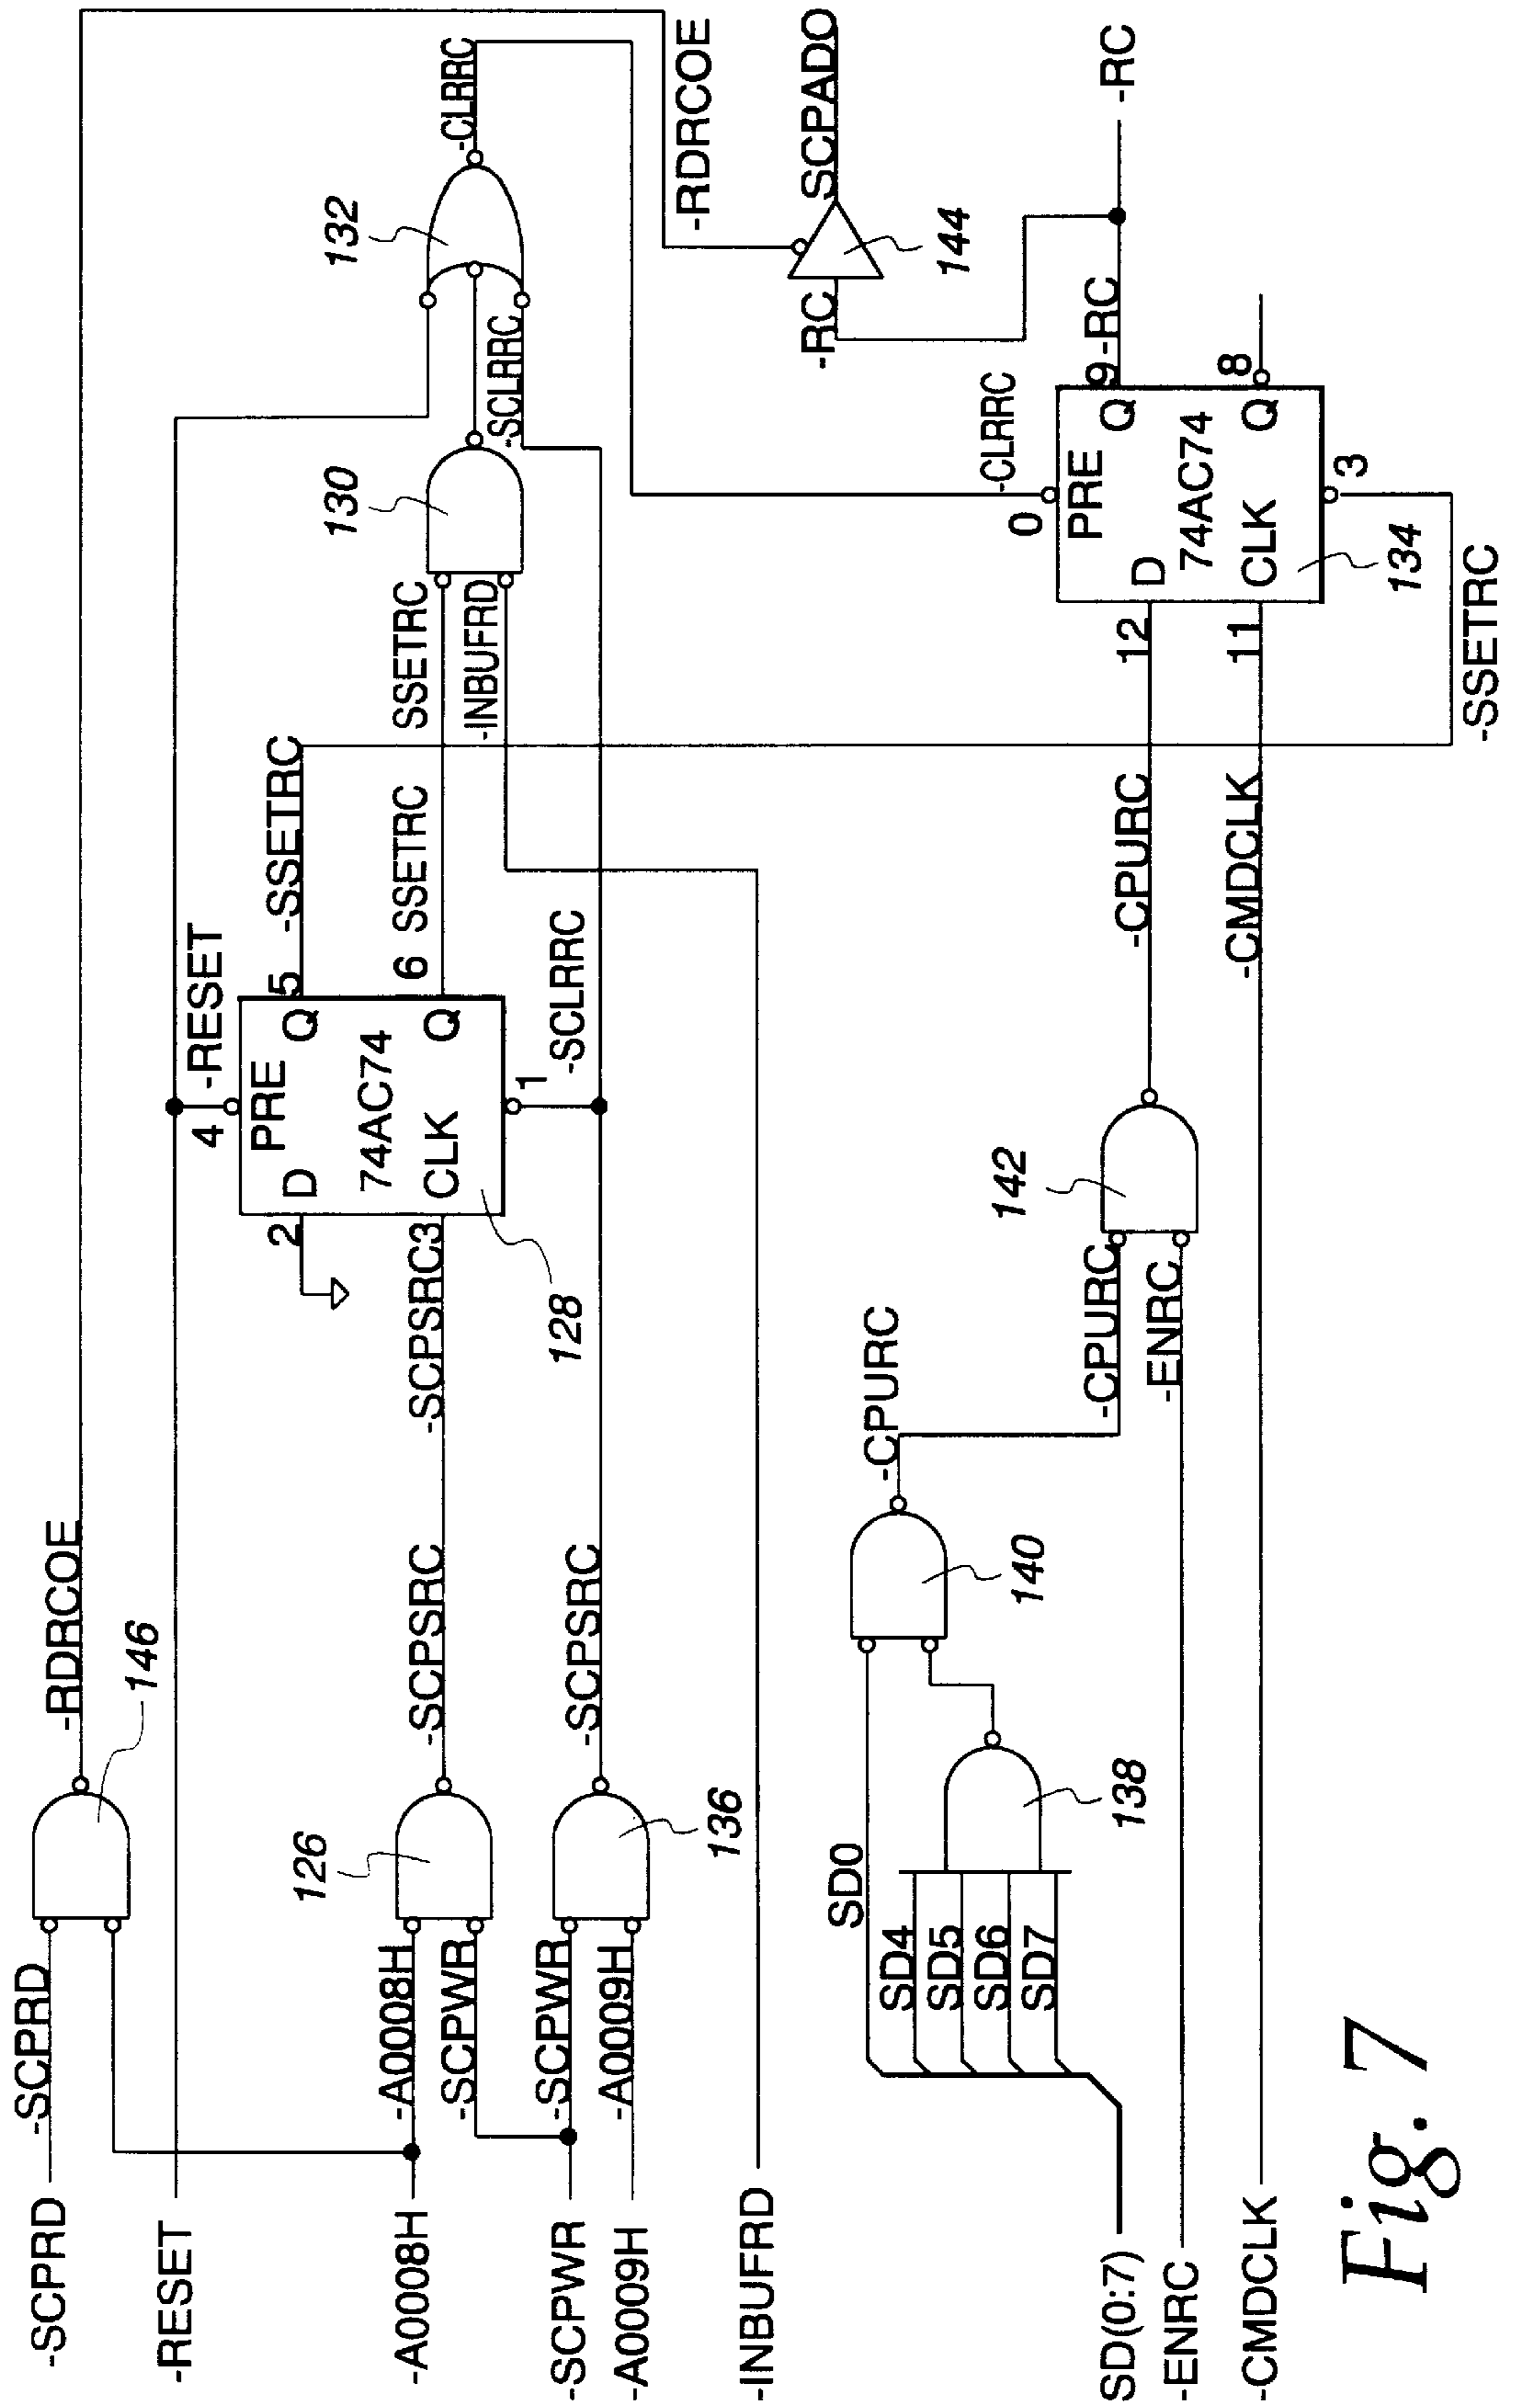 -SCPRD
-SCPRD
146
-RDRCOE
-RESET
-A0008H
-A0008H
-SCPWR
126
-SCPSRC
-SCPSRC3
2
D
PRE
74AC74
CLK
128
4
-RESET
Q
5
-SSETRC
Q
6
SSETRC
SSETRC
1
-SCLRRC
-INBUFRD
130
-SCLRRC
132
-CLRRC
-RDRCOE
-SCPWR
-SCPWR
-A0009H
-A0009H
136
-SCPSRC
-INBUFRD
-RC
144
SCPADO
SD(0:7)
SD0
SD4
SD5
SD6
SD7
138
140
-CPURC
-CPURC
-ENRC
-ENRC
142
-CPURC
12
-CMDCLK
-CMDCLK
11
D
PRE
74AC74
CLK
134
0
-CLRRC
Q
9
-RC
Q
8
3
-SSETRC
-RC
Fig. 7